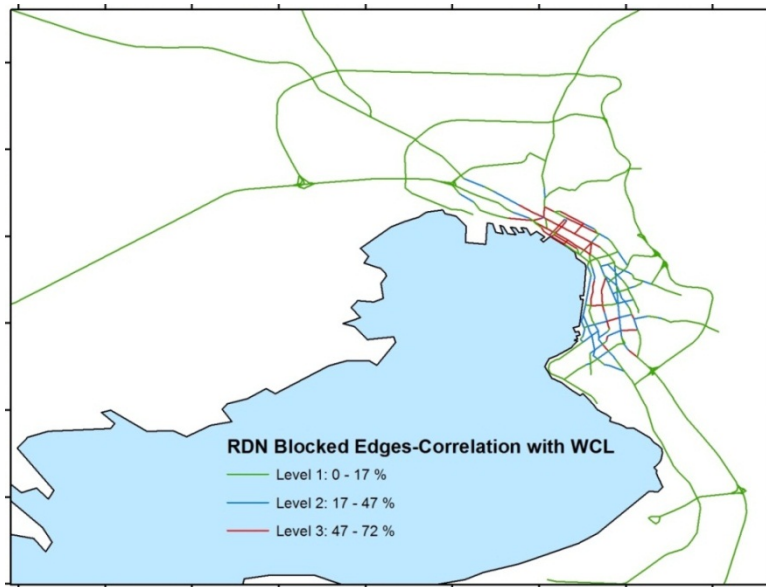 RDN Blocked Edges-Correlation with WCL
Level 1: 0 - 17 %
Level 2: 17 - 47 %
Level 3: 47 - 72 %